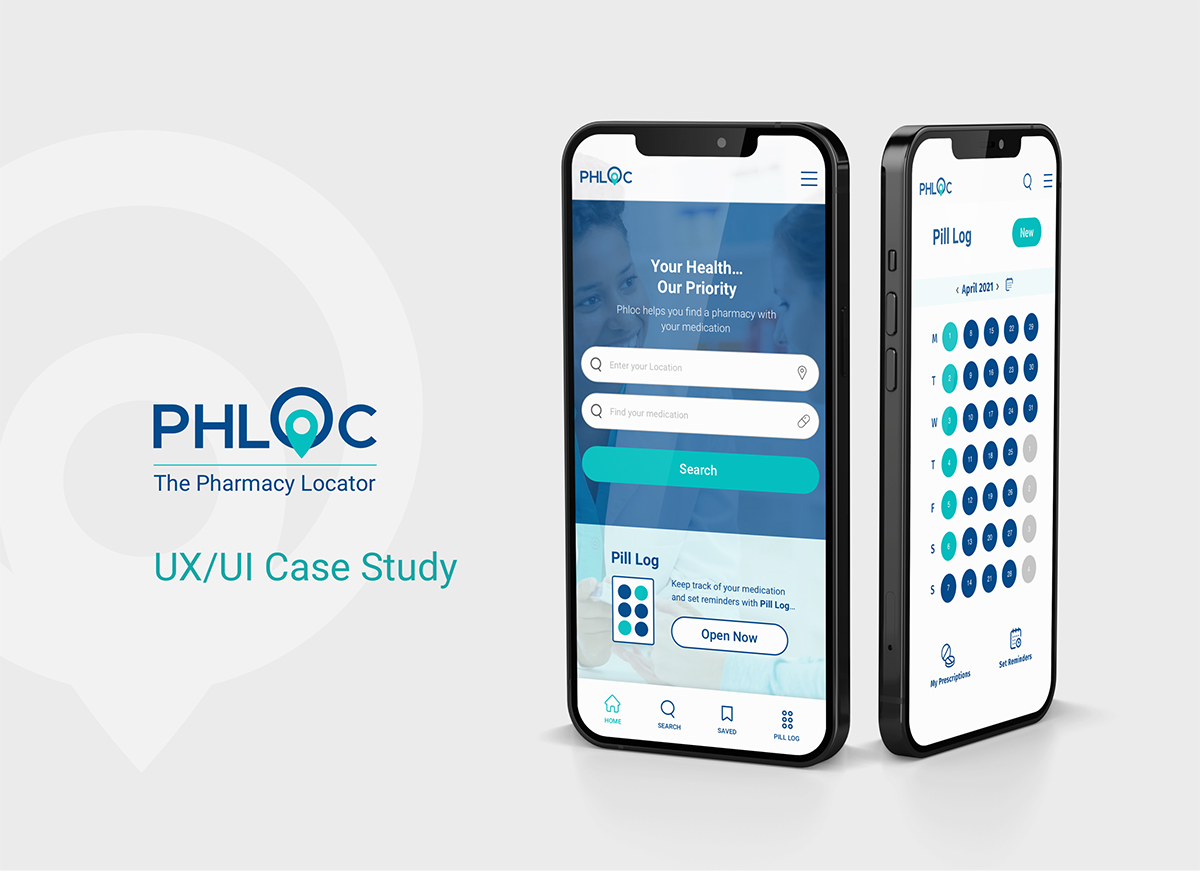 PHLOC
The Pharmacy Locator
UX/UI Case Study
PHLOC
Your Health...
Our Priority
Phloc helps you find a pharmacy with
your medication
Enter your Location
Find your medication
Search
Pill Log
Keep track of your medication
and set reminders with Pill Log...
Open Now
HOME
SEARCH
SAVED
PILL LOG
PHLOC
Pill Log
New
‹ April 2021 ›
M 1 8 15 22 29
T 2 9 16 23 30
W 3 10 17 24 31
T 4 11 18 25 1
F 5 12 19 26 2
S 6 13 20 27 3
S 7 14 21 28 4
My Prescriptions
Set Reminders